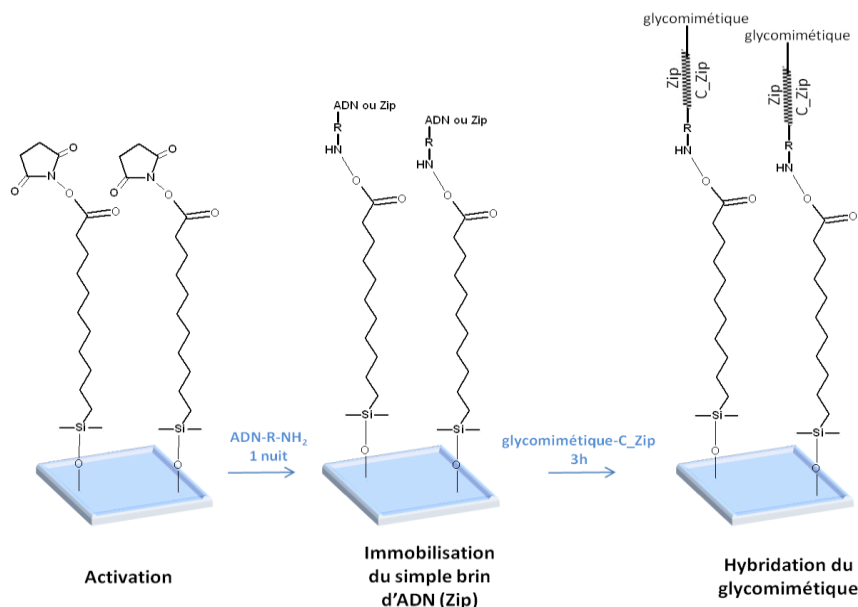 glycomimétique
glycomimétique
Zip
C_Zip
Zip
C_Zip
R
HN
O
O
Si
O
R
HN
O
O
Si
O
ADN ou Zip
R
HN
O
O
Si
O
ADN ou Zip
R
HN
O
O
Si
O
O
N
O
O
O
Si
O
O
N
O
O
O
Si
O
ADN-R-NH₂
1 nuit
glycomimétique-C_Zip
3h
Activation
Immobilisation
du simple brin
d'ADN (Zip)
Hybridation du
glycomimétique